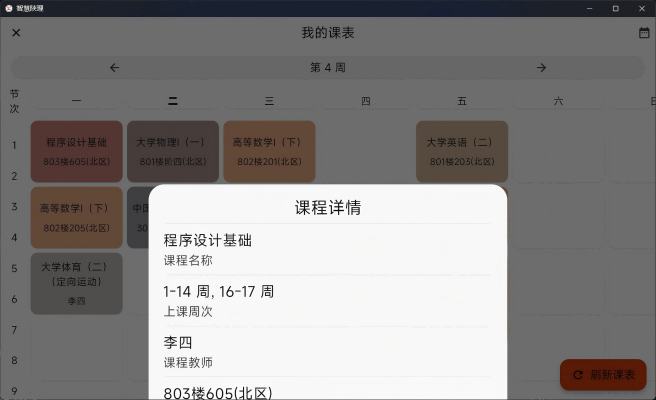 智慧陕理
我的课表
第 4 周
节次
一
二
三
四
五
六
日
1
2
3
4
5
6
7
8
9
程序设计基础
803楼605(北区)
大学物理I（一）
801楼阶四(北区)
高等数学I（下）
802楼201(北区)
大学英语（二）
801楼203(北区)
高等数学I（下）
802楼205(北区)
中国
30
大学体育（二）
（定向运动）
李四
课程详情
程序设计基础
课程名称
1-14 周, 16-17 周
上课周次
李四
课程教师
803楼605(北区)
刷新课表